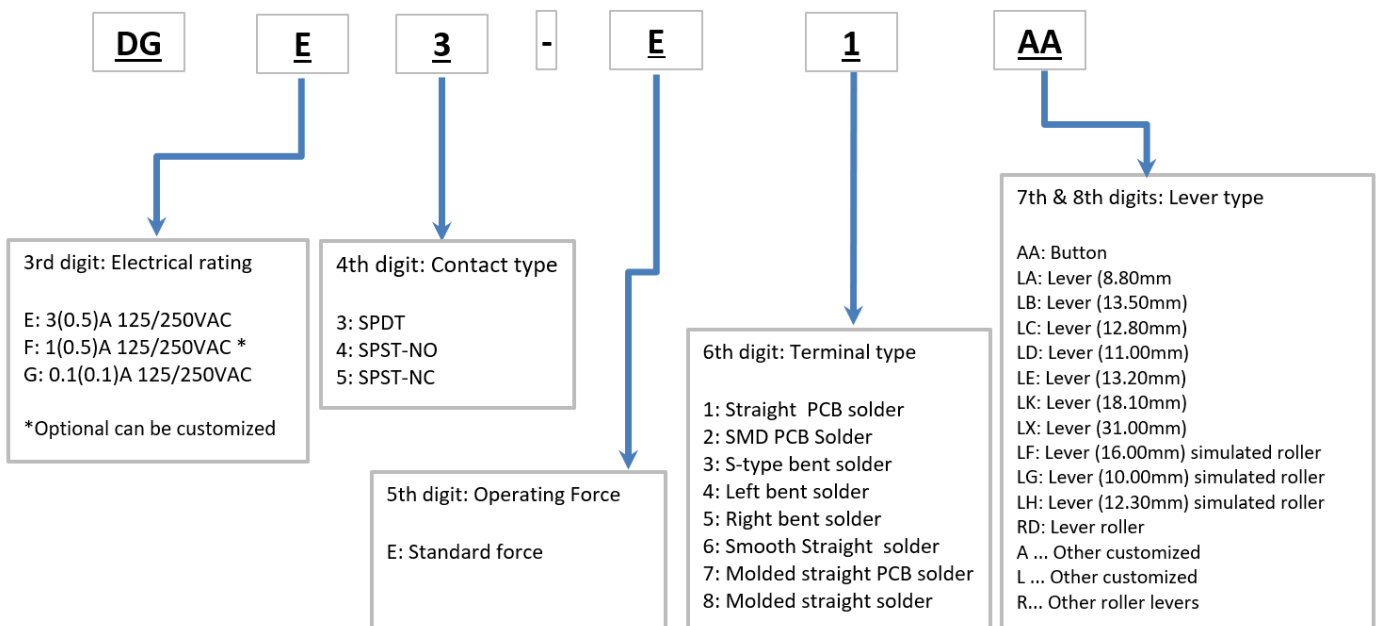 DG E 3 - E 1 AA
3rd digit: Electrical rating
E: 3(0.5)A 125/250VAC
F: 1(0.5)A 125/250VAC *
G: 0.1(0.1)A 125/250VAC
*Optional can be customized
4th digit: Contact type
3: SPDT
4: SPST-NO
5: SPST-NC
5th digit: Operating Force
E: Standard force
6th digit: Terminal type
1: Straight PCB solder
2: SMD PCB Solder
3: S-type bent solder
4: Left bent solder
5: Right bent solder
6: Smooth Straight solder
7: Molded straight PCB solder
8: Molded straight solder
7th & 8th digits: Lever type
AA: Button
LA: Lever (8.80mm
LB: Lever (13.50mm)
LC: Lever (12.80mm)
LD: Lever (11.00mm)
LE: Lever (13.20mm)
LK: Lever (18.10mm)
LX: Lever (31.00mm)
LF: Lever (16.00mm) simulated roller
LG: Lever (10.00mm) simulated roller
LH: Lever (12.30mm) simulated roller
RD: Lever roller
A ... Other customized
L ... Other customized
R... Other roller levers